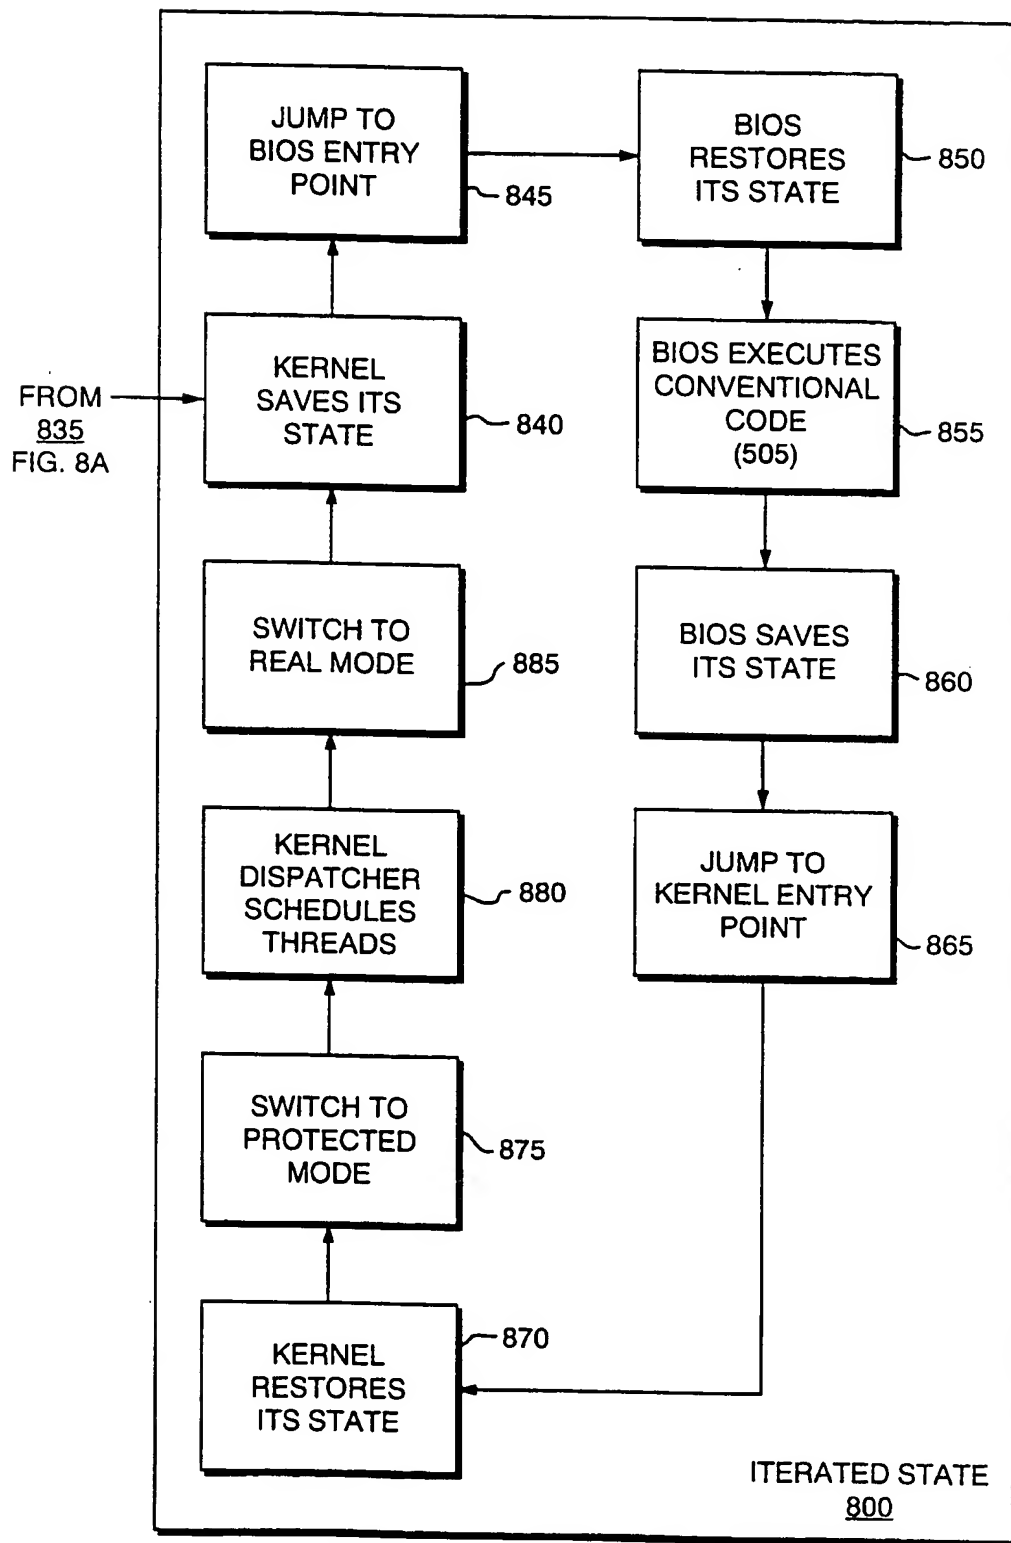 JUMP TO
BIOS ENTRY
POINT
845
BIOS
RESTORES
ITS STATE
850
FROM
835
FIG. 8A
KERNEL
SAVES ITS
STATE
840
BIOS EXECUTES
CONVENTIONAL
CODE
(505)
855
SWITCH TO
REAL MODE
885
BIOS SAVES
ITS STATE
860
KERNEL
DISPATCHER
SCHEDULES
THREADS
880
JUMP TO
KERNEL ENTRY
POINT
865
SWITCH TO
PROTECTED
MODE
875
KERNEL
RESTORES
ITS STATE
870
ITERATED STATE
800